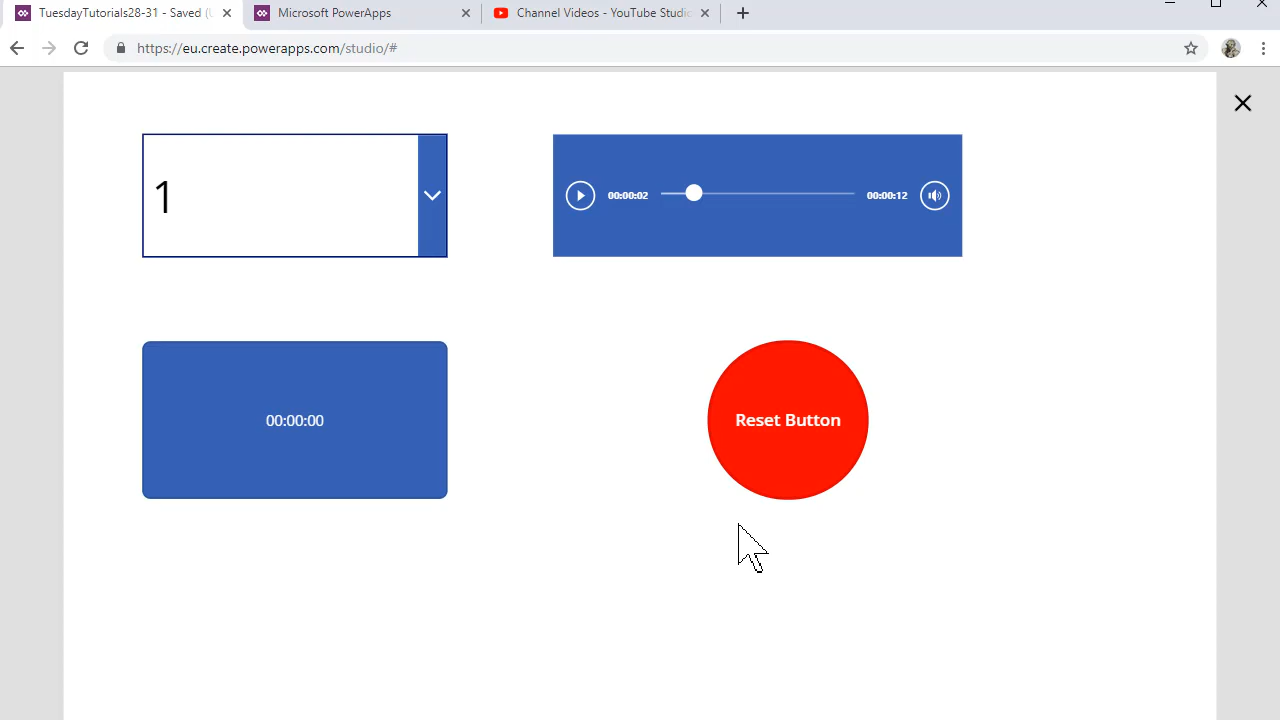 TuesdayTutorials28-31 - Saved (
Microsoft PowerApps
Channel Videos - YouTube Studio
https://eu.create.powerapps.com/studio/#
1
00:00:02
00:00:12
00:00:00
Reset Button